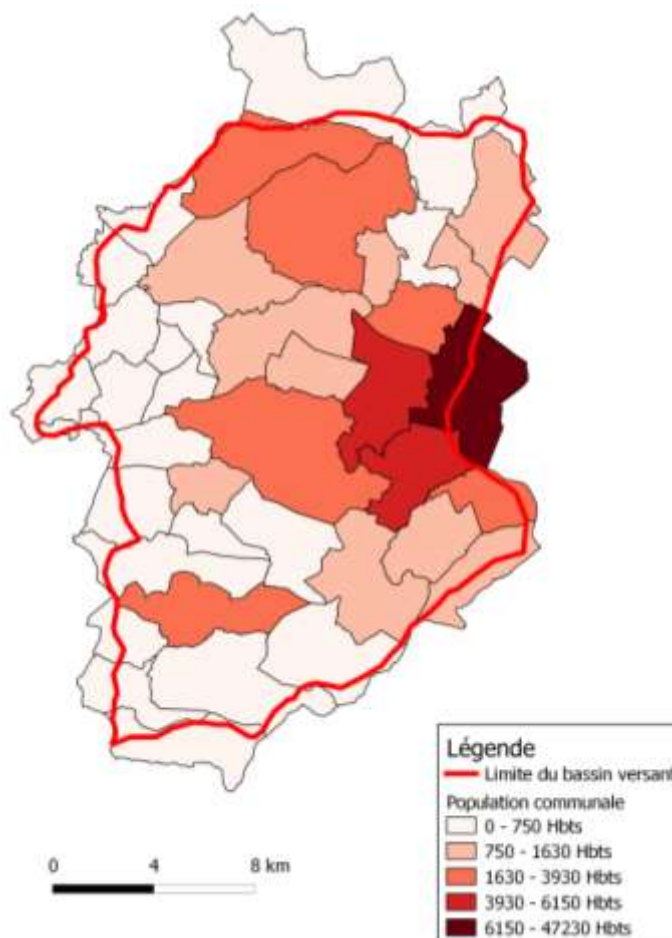 Légende
Limite du bassin versant
Population communale
0 - 750 Hbts
750 - 1630 Hbts
1630 - 3930 Hbts
3930 - 6150 Hbts
6150 - 47230 Hbts
0 4 8 km